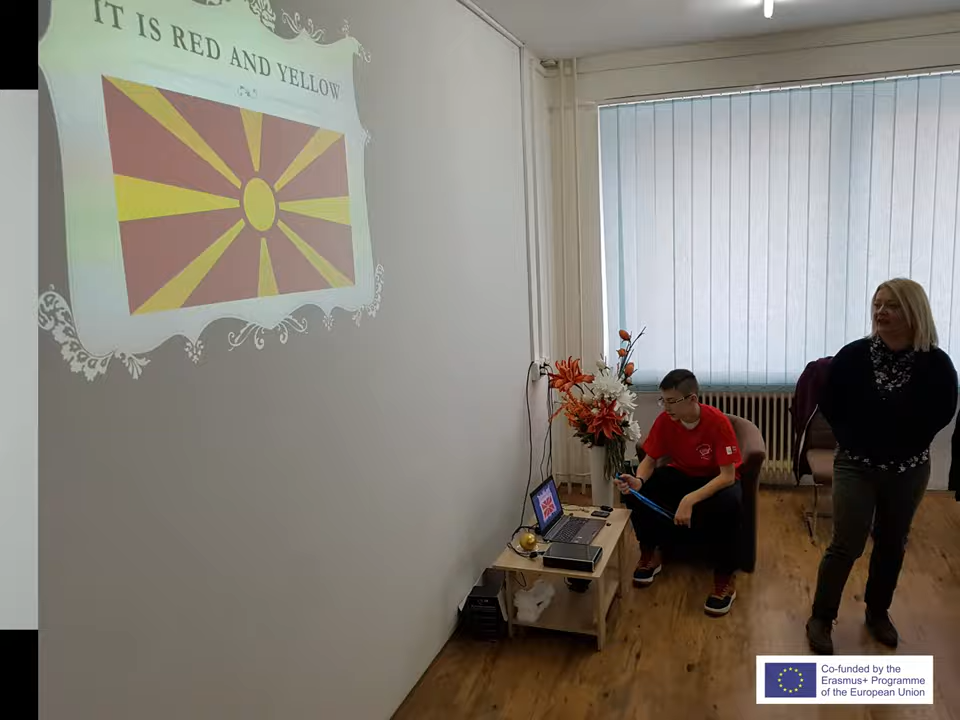 IT IS RED AND YELLOW
Co-funded by the
Erasmus+ Programme
of the European Union